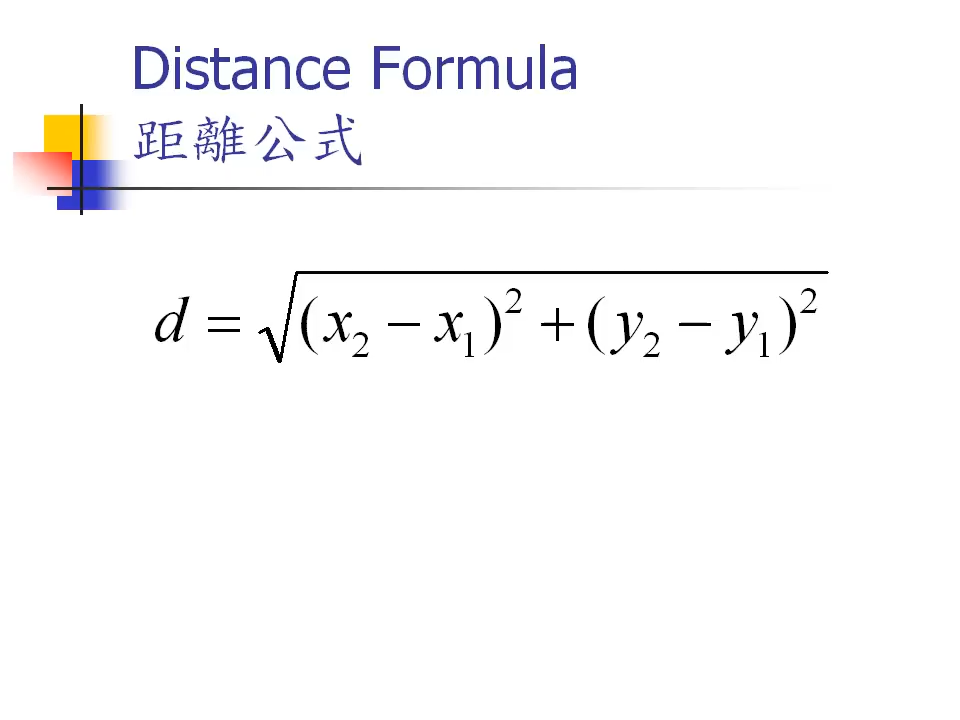 Distance Formula
距離公式
d = √(x₂ − x₁)² + (y₂ − y₁)²